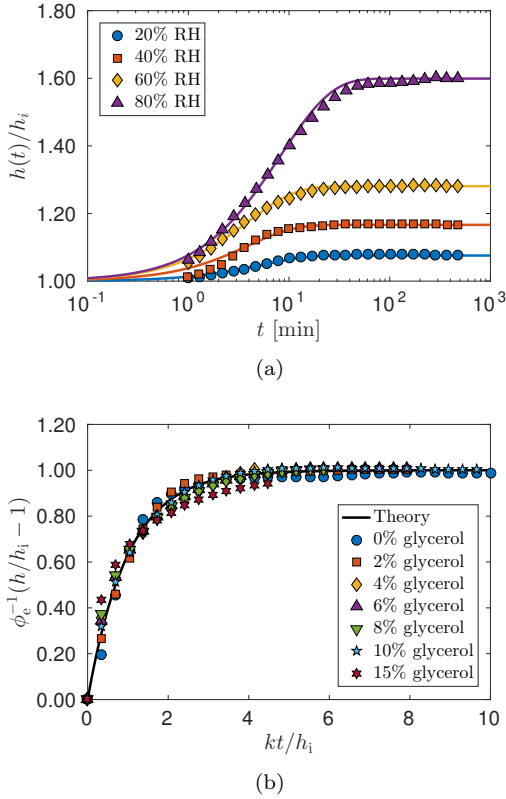 1.80
1.60
1.40
1.20
1.00
h(t)/h_i
20% RH
40% RH
60% RH
80% RH
10^{-1} 10^0 10^1 10^2 10^3
t [min]
(a)
1.20
1.00
0.80
0.60
0.40
0.20
0.00
ϕ_e^{-1}(h/h_i − 1)
Theory
0% glycerol
2% glycerol
4% glycerol
6% glycerol
8% glycerol
10% glycerol
15% glycerol
0 2 4 6 8 10
kt/h_i
(b)